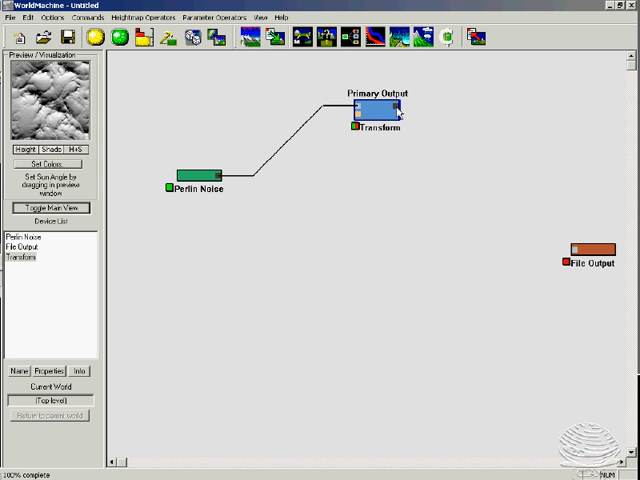 WorldMachine - Untitled
File Edit Options Commands Heightmap Operators Parameter Operators View Help
Preview / Visualization
Height Shade H+S
Set Colors..
Set Sun Angle by
dragging in preview
window
Toggle Main View
Device List
Perlin Noise
File Output
Transform
Name Properties Info
Current World
(Top level)
Return to parent world
Primary Output
Transform
Perlin Noise
File Output
100% complete
NUM